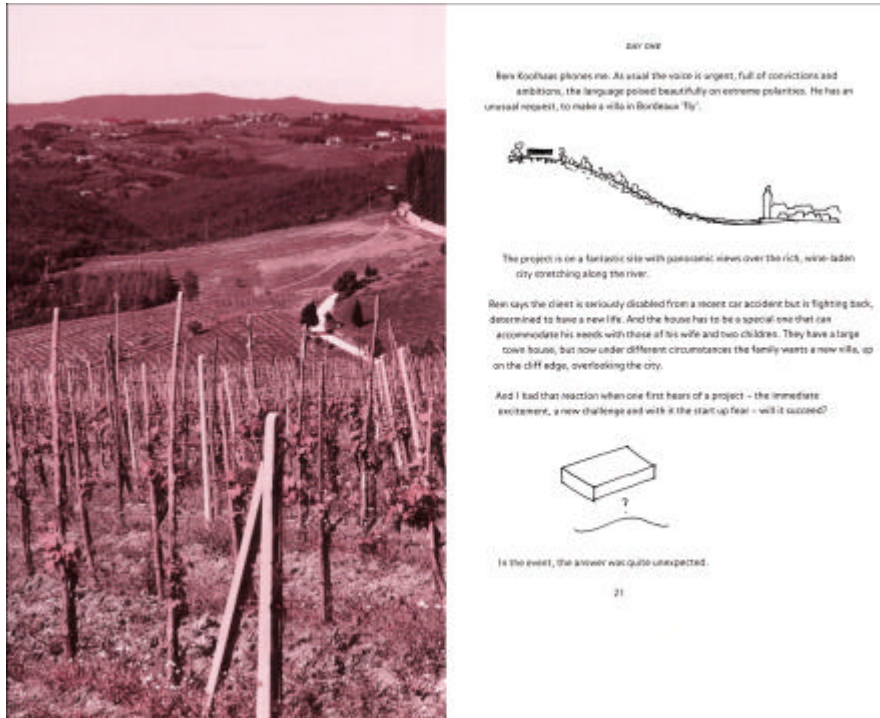 DAY ONE
Rem Koolhaas phones me. As usual the voice is urgent, full of convictions and
ambitions, the language poised beautifully on extreme polarities. He has an
unusual request, to make a villa in Bordeaux 'fly'.
The project is on a fantastic site with panoramic views over the rich, wine-laden
city stretching along the river.
Rem says the client is seriously disabled from a recent car accident but is fighting back,
determined to have a new life. And the house has to be a special one that can
accommodate his needs with those of his wife and two children. They have a large
town house, but now under different circumstances the family wants a new villa, up
on the cliff edge, overlooking the city.
And I had that reaction when one first hears of a project – the immediate
excitement, a new challenge and with it the start up fear – will it succeed?
?
In the event, the answer was quite unexpected.
21